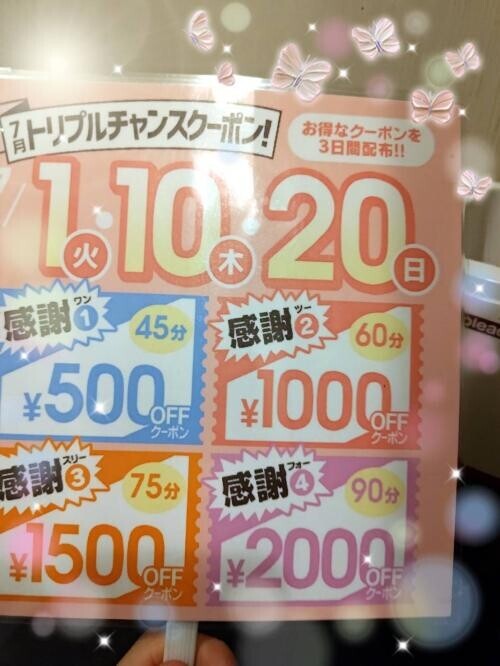 7月トリプルチャンスクーポン!
お得なクーポンを
3日間配布!!
7/1火 10木 20日
感謝ワン1 45分
¥500OFF
クーポン
感謝ツー2 60分
¥1000OFF
クーポン
感謝スリー3 75分
¥1500OFF
クーポン
感謝フォー4 90分
¥2000OFF
クーポン